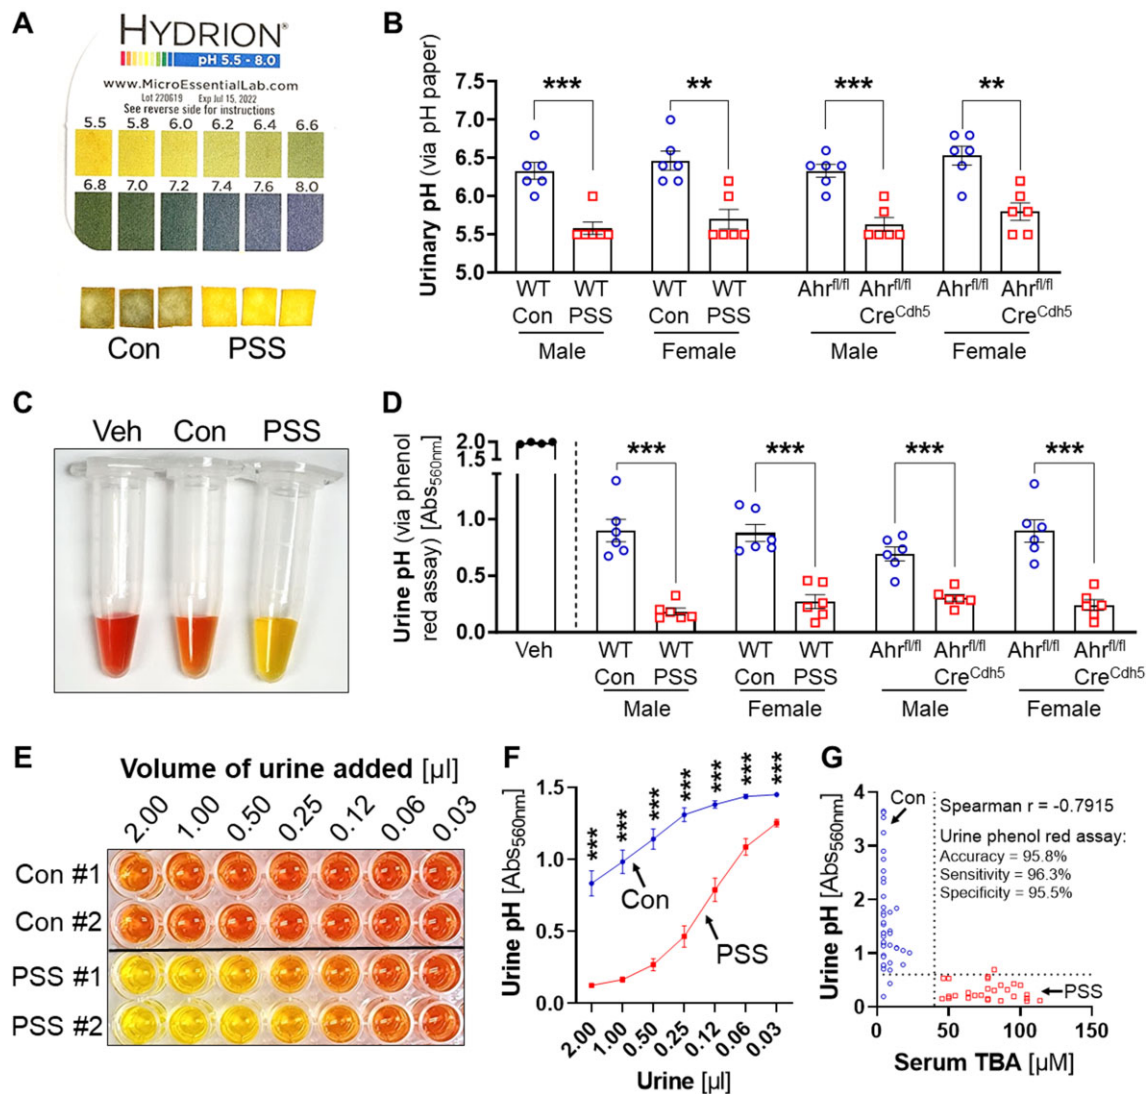 A
HYDRION®
pH 5.5 - 8.0
www.MicroEssentialLab.com
Lot 220619 Exp Jul 15, 2022
See reverse side for instructions
5.5 5.8 6.0 6.2 6.4 6.6
6.8 7.0 7.2 7.4 7.6 8.0
Con PSS
B
Urinary pH (via pH paper)
7.5
7.0
6.5
6.0
5.5
5.0
*** ** *** **
WT WT WT WT Ahrfl/fl Ahrfl/fl Ahrfl/fl Ahrfl/fl
Con PSS Con PSS CreCdh5 CreCdh5
Male Female Male Female
C
Veh Con PSS
D
Urine pH (via phenol
red assay) [Abs560nm]
2.0
1.5
1.0
0.5
0.0
*** *** *** ***
Veh WT WT WT WT Ahrfl/fl Ahrfl/fl Ahrfl/fl Ahrfl/fl
Con PSS Con PSS CreCdh5 CreCdh5
Male Female Male Female
E
Volume of urine added [µl]
2.00 1.00 0.50 0.25 0.12 0.06 0.03
Con #1
Con #2
PSS #1
PSS #2
F
Urine pH [Abs560nm]
1.5
1.0
0.5
0.0
*** *** *** *** *** *** ***
Con
PSS
2.00 1.00 0.50 0.25 0.12 0.06 0.03
Urine [µl]
G
Urine pH [Abs560nm]
4
3
2
1
0
Con
Spearman r = -0.7915
Urine phenol red assay:
Accuracy = 95.8%
Sensitivity = 96.3%
Specificity = 95.5%
PSS
0 50 100 150
Serum TBA [µM]